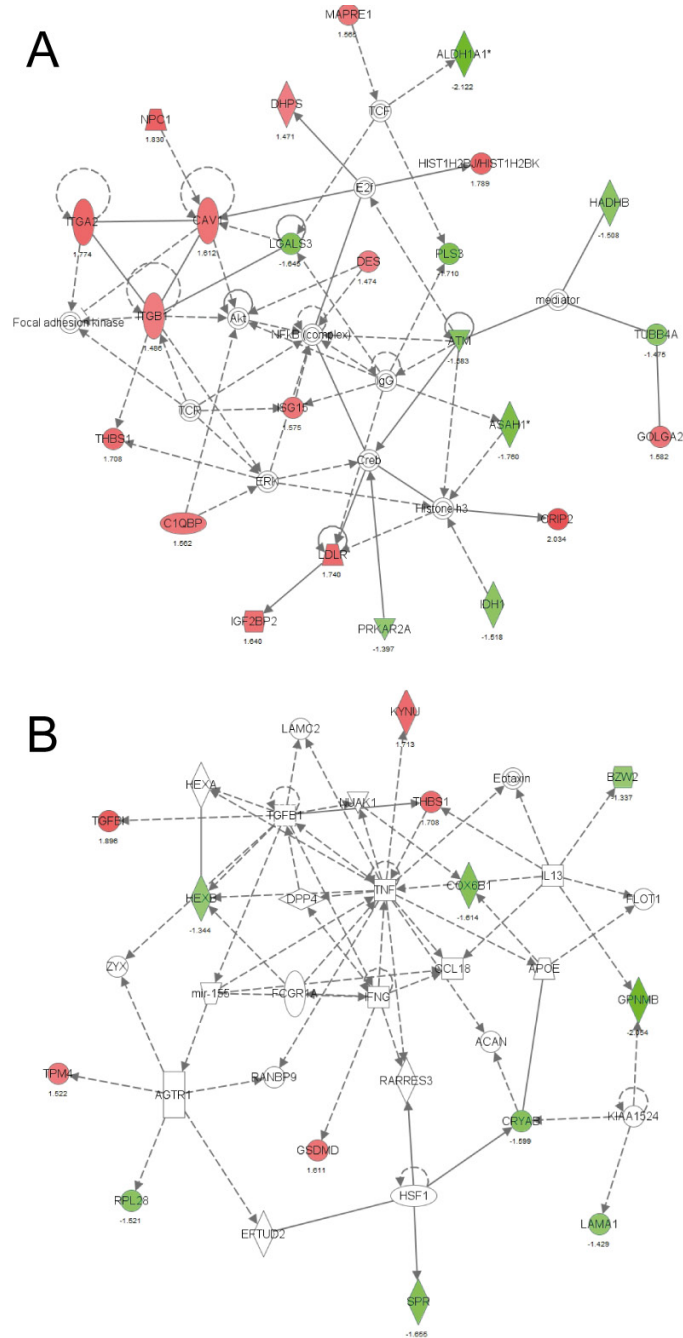 A
MAPRE1
1.565
ALDH1A1*
-2.122
DHPS
1.471
TCF
NPC1
1.830
HIST1H2BJ/HIST1H2BK
1.789
E2f
HADHB
-1.508
ITGA2
1.774
CAV1
1.612
LGALS3
-1.645
PLS3
-1.710
DES
1.474
mediator
ITGB1
1.486
Focal adhesion kinase
Akt
NFkB (complex)
ATM
-1.583
TUBB4A
-1.475
IgG
TCR
ISG15
1.575
THBS1
1.708
ASAH1*
-1.760
GOLGA2
1.582
Creb
ERK
Histone h3
C1QBP
1.562
CRIP2
2.034
LDLR
1.740
IDH1
-1.518
IGF2BP2
1.640
PRKAR2A
-1.397
B
KYNU
1.713
LAMC2
HEXA
Eotaxin
BZW2
-1.337
NUAK1
THBS1
1.708
TGFBI
1.896
TGFB1
IL13
TNF
COX6B1
-1.614
HEXB
-1.344
DPP4
FLOT1
ZYX
CCL18
APOE
mir-155
FCGR1A
IFNG
GPNMB
ACAN
TPM4
1.522
AGTR1
RANBP9
RARRES3
CRYAB
-1.599
KIAA1524
GSDMD
1.611
RPL28
-1.521
HSF1
LAMA1
-1.429
EFTUD2
SPR
-1.655